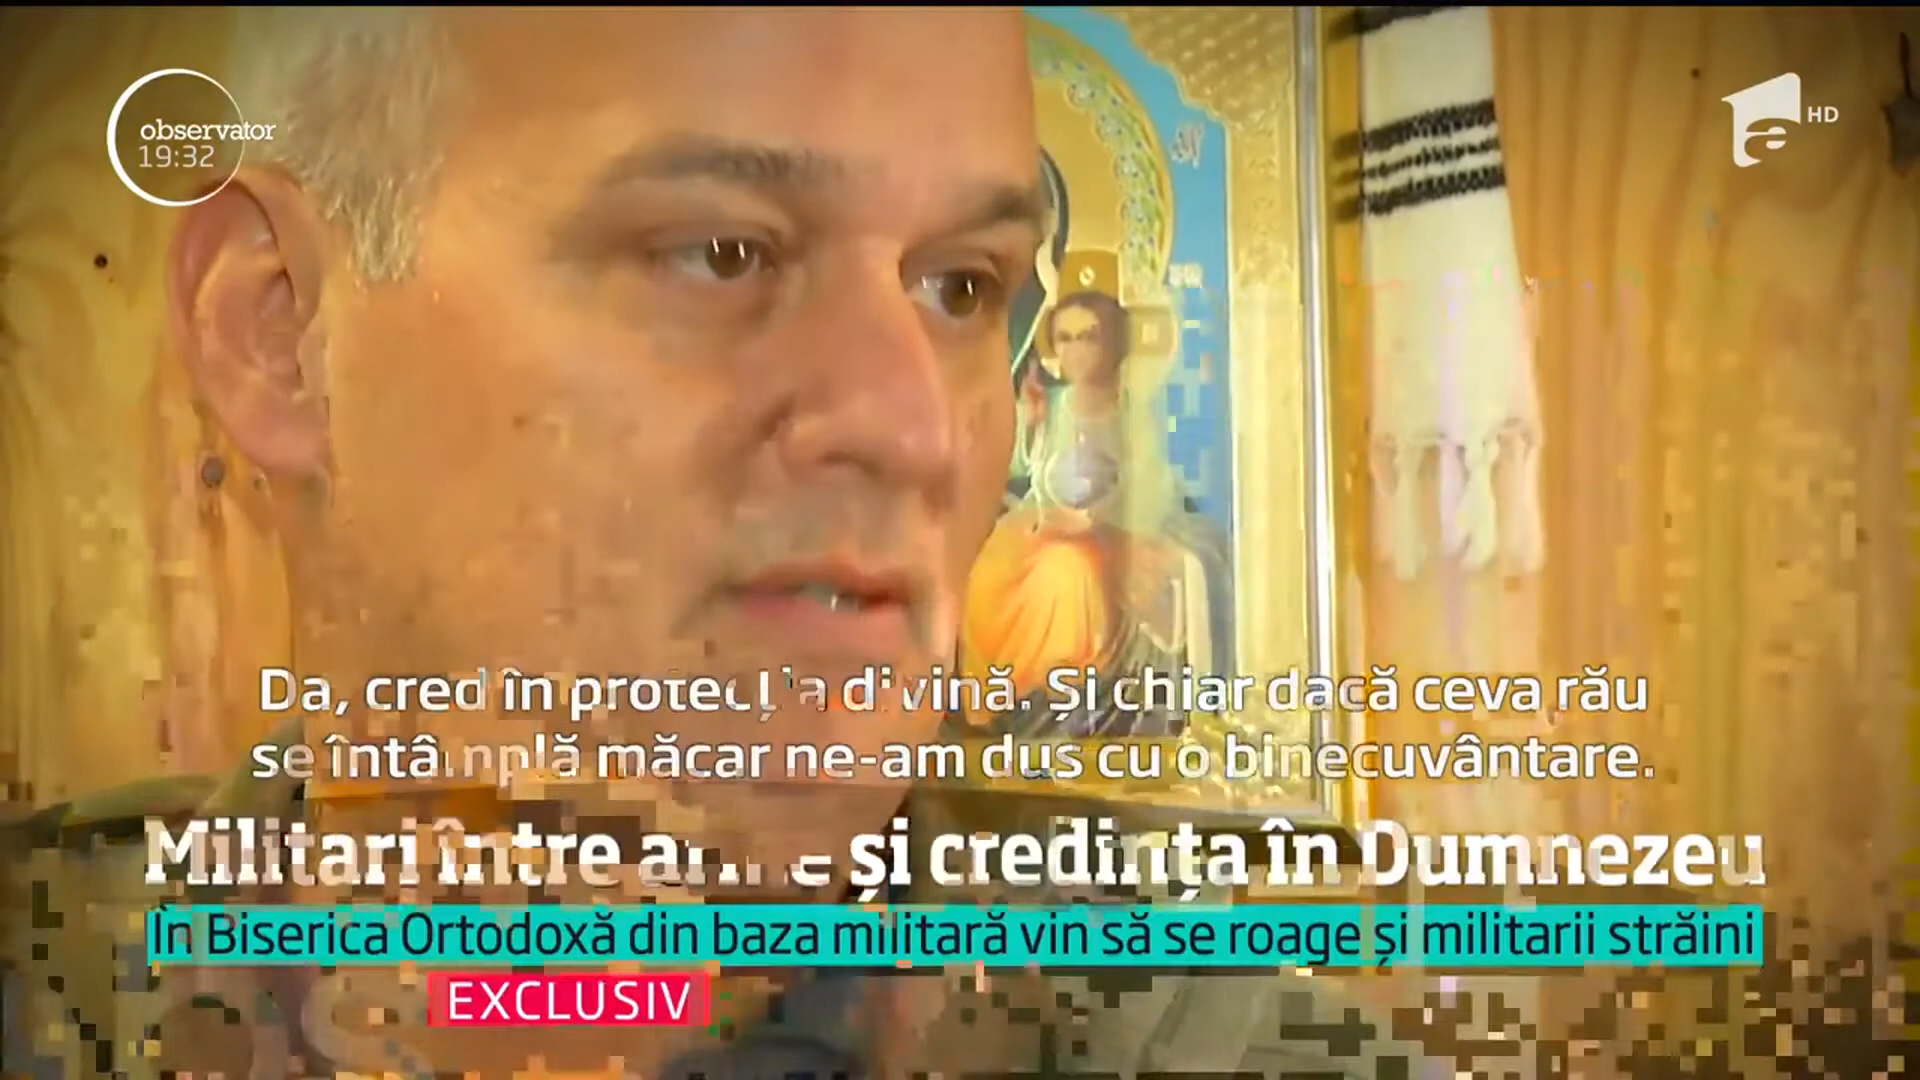 observator
19:32
HD
Da, cred în protecția divină. Și chiar dacă ceva rău
se întâmplă măcar ne-am dus cu o binecuvântare.
Militari între arme și credința în Dumnezeu
În Biserica Ortodoxă din baza militară vin să se roage și militarii străini
EXCLUSIV